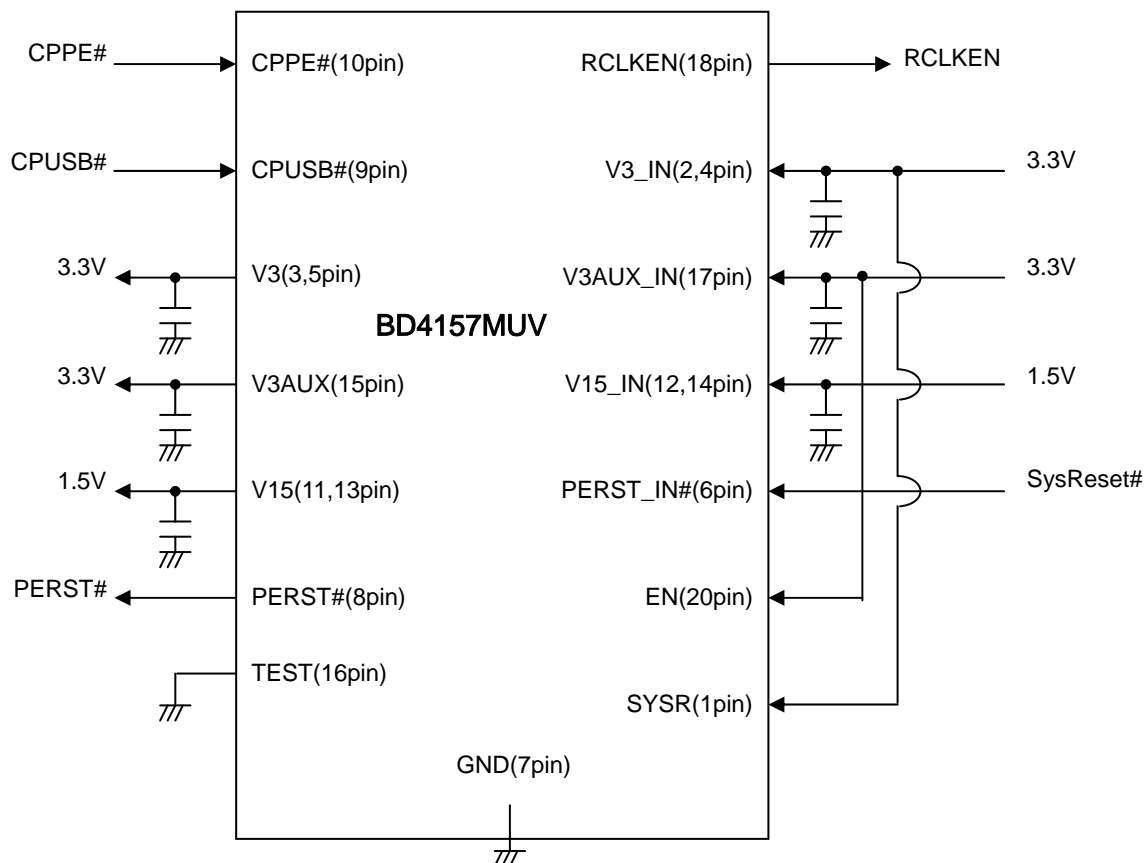 CPPE# CPPE#(10pin) RCLKEN(18pin) RCLKEN
CPUSB# CPUSB#(9pin) V3_IN(2,4pin) 3.3V
3.3V V3(3,5pin) V3AUX_IN(17pin) 3.3V
BD4157MUV
3.3V V3AUX(15pin) V15_IN(12,14pin) 1.5V
1.5V V15(11,13pin) PERST_IN#(6pin) SysReset#
PERST# PERST#(8pin) EN(20pin)
TEST(16pin)
SYSR(1pin)
GND(7pin)